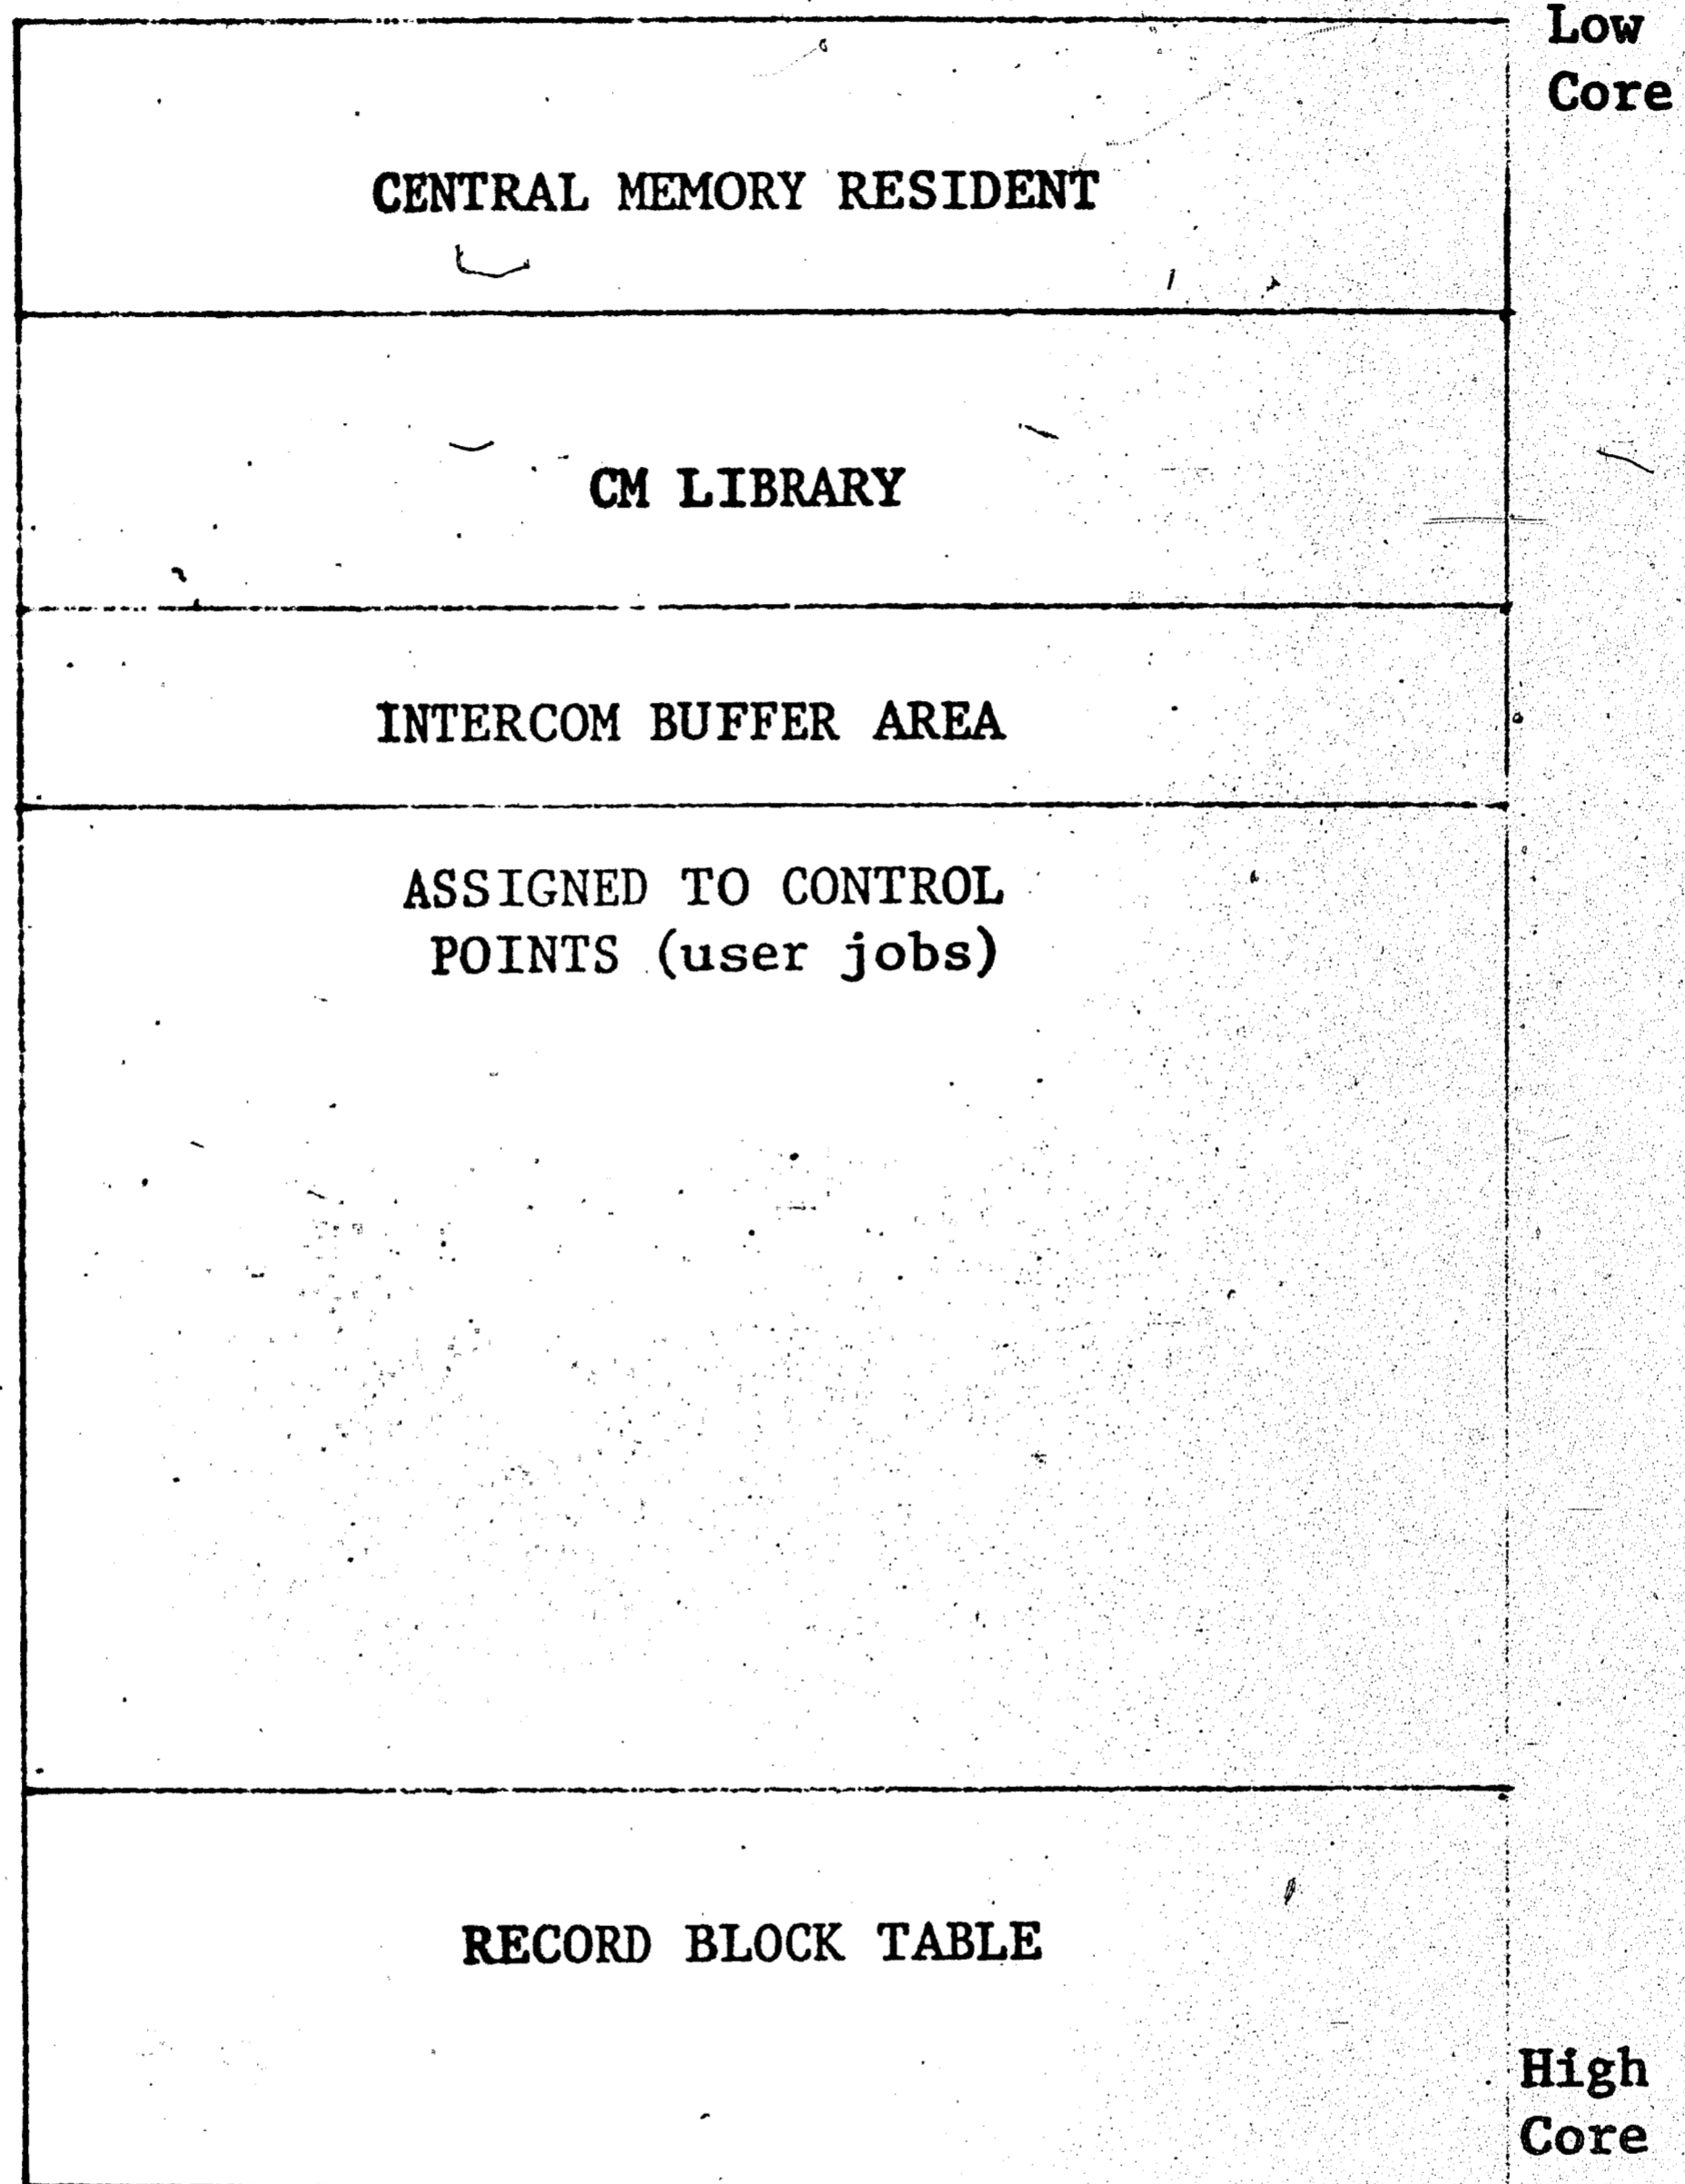 Low
Core
CENTRAL MEMORY RESIDENT
CM LIBRARY
INTERCOM BUFFER AREA
ASSIGNED TO CONTROL
POINTS (user jobs)
RECORD BLOCK TABLE
High
Core